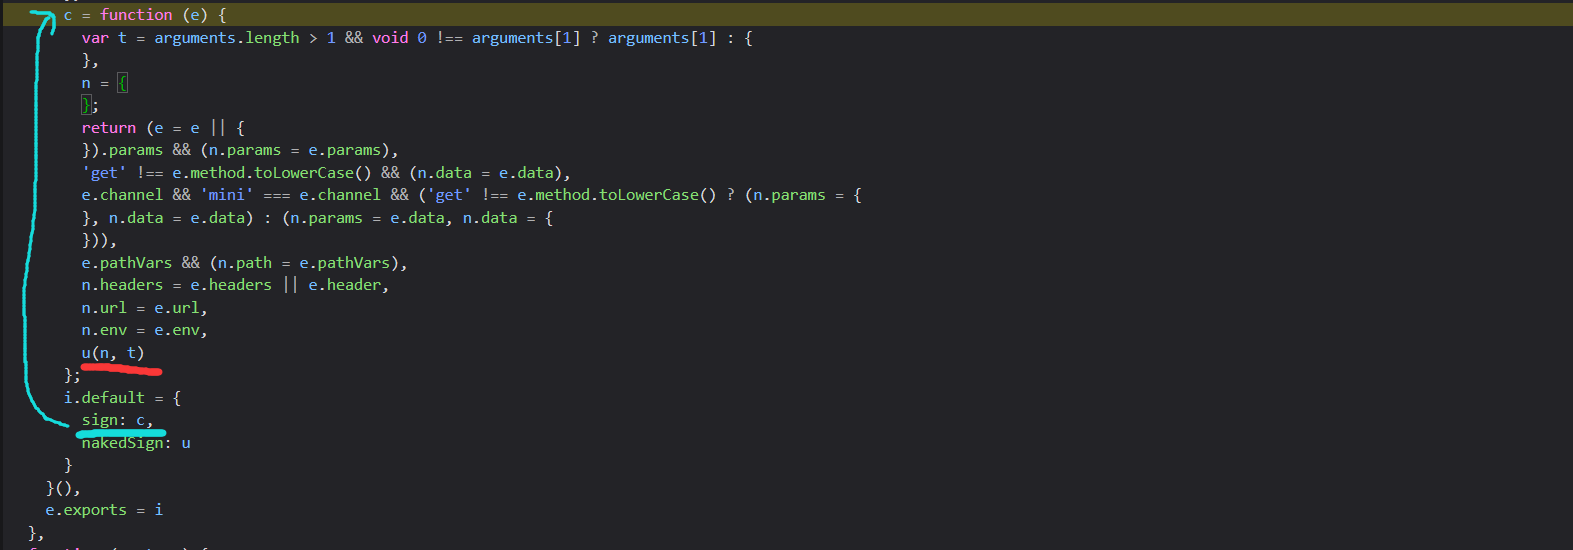 c = function (e) {
var t = arguments.length > 1 && void 0 !== arguments[1] ? arguments[1] : {
},
n = {
};
return (e = e || {
}).params && (n.params = e.params),
'get' !== e.method.toLowerCase() && (n.data = e.data),
e.channel && 'mini' === e.channel && ('get' !== e.method.toLowerCase() ? (n.params = {
}, n.data = e.data) : (n.params = e.data, n.data = {
})),
e.pathVars && (n.path = e.pathVars),
n.headers = e.headers || e.header,
n.url = e.url,
n.env = e.env,
u(n, t)
};
i.default = {
sign: c,
nakedSign: u
}
}(),
e.exports = i
},